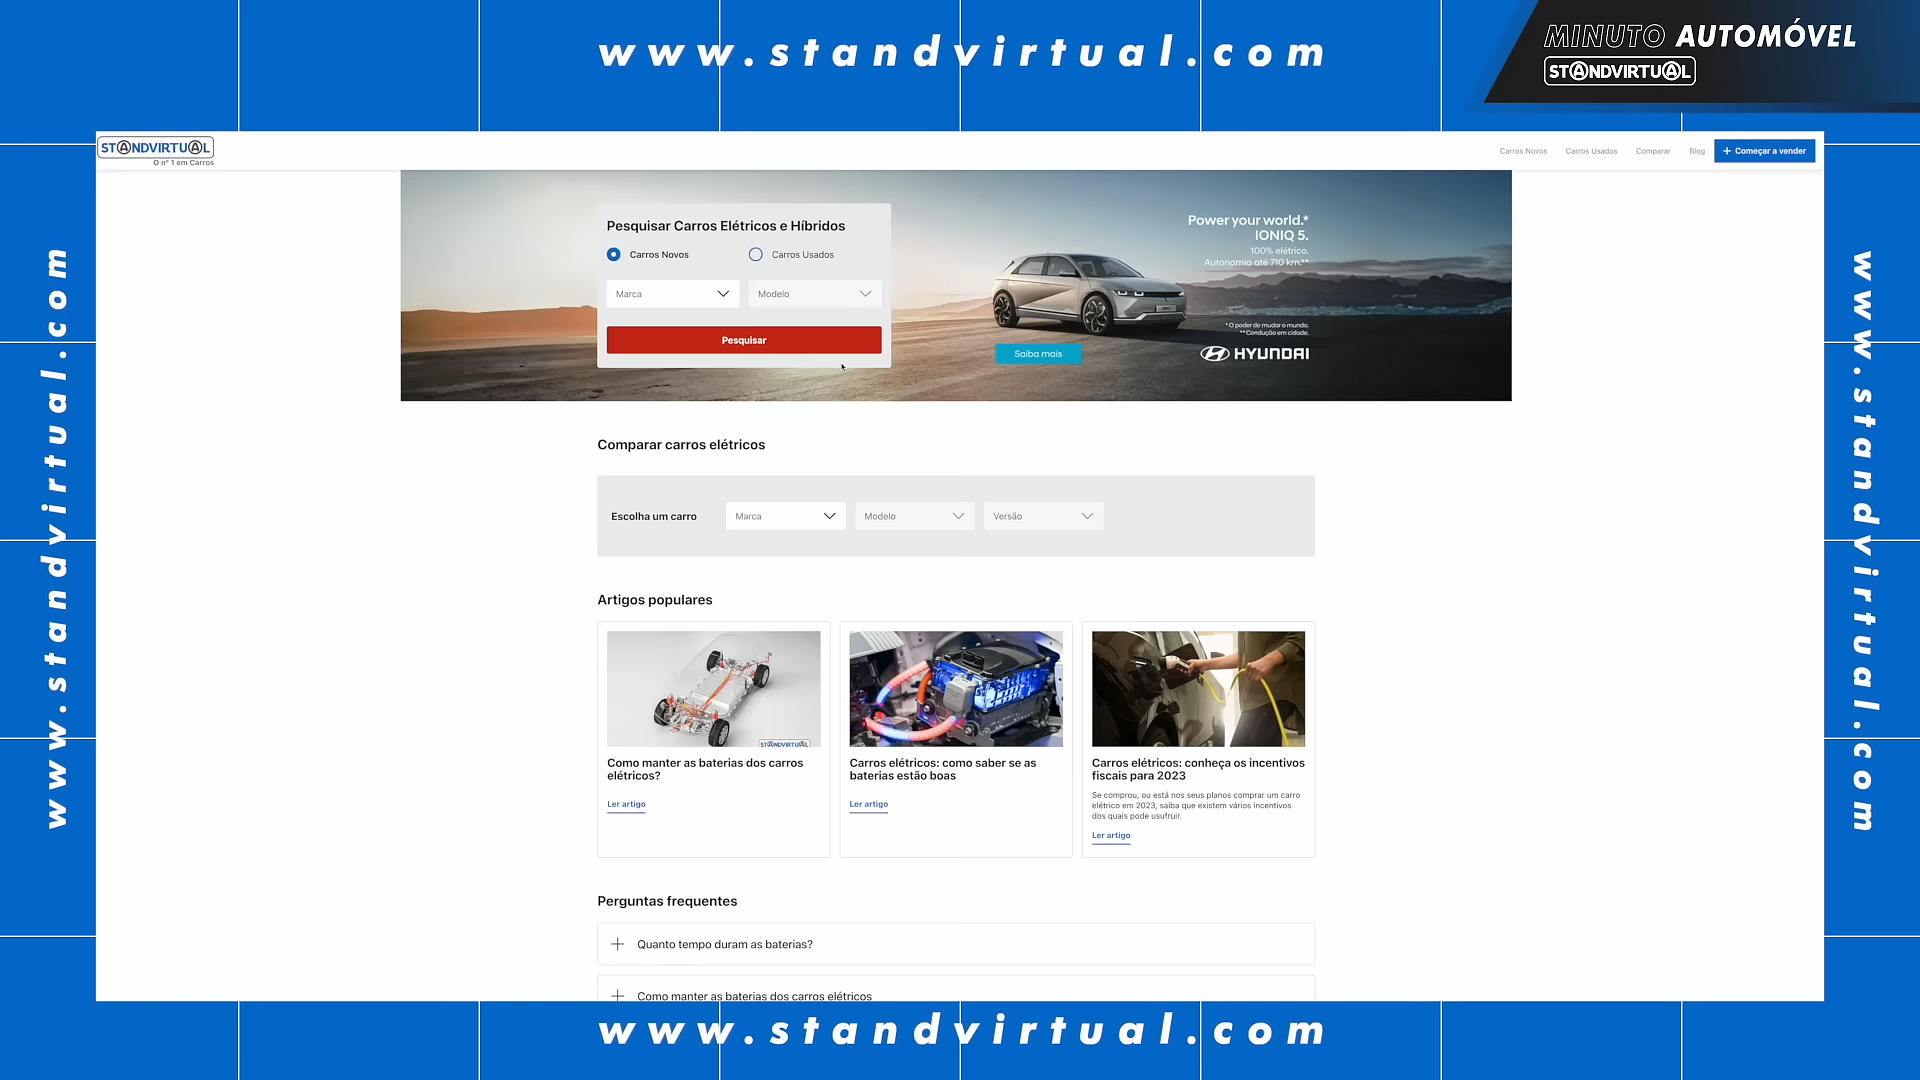 www.standvirtual.com
MINUTO AUTOMÓVEL
STANDVIRTUAL
STANDVIRTUAL
O nº 1 em Carros
Carros Novos
Carros Usados
Comparar
Blog
+ Começar a vender
Pesquisar Carros Elétricos e Híbridos
Carros Novos
Carros Usados
Marca
Modelo
Pesquisar
Power your world.*
IONIQ 5.
100% elétrico.
Autonomia até 710 km.**
*O poder de mudar o mundo.
**Condução em cidade.
Saiba mais
HYUNDAI
Comparar carros elétricos
Escolha um carro
Marca
Modelo
Versão
Artigos populares
STANDVIRTUAL
Como manter as baterias dos carros
elétricos?
Ler artigo
Carros elétricos: como saber se as
baterias estão boas
Ler artigo
Carros elétricos: conheça os incentivos
fiscais para 2023
Se comprou, ou está nos seus planos comprar um carro
elétrico em 2023, saiba que existem vários incentivos
dos quais pode usufruir.
Ler artigo
Perguntas frequentes
Quanto tempo duram as baterias?
Como manter as baterias dos carros elétricos
www.standvirtual.com
www.standvirtual.com
www.standvirtual.com